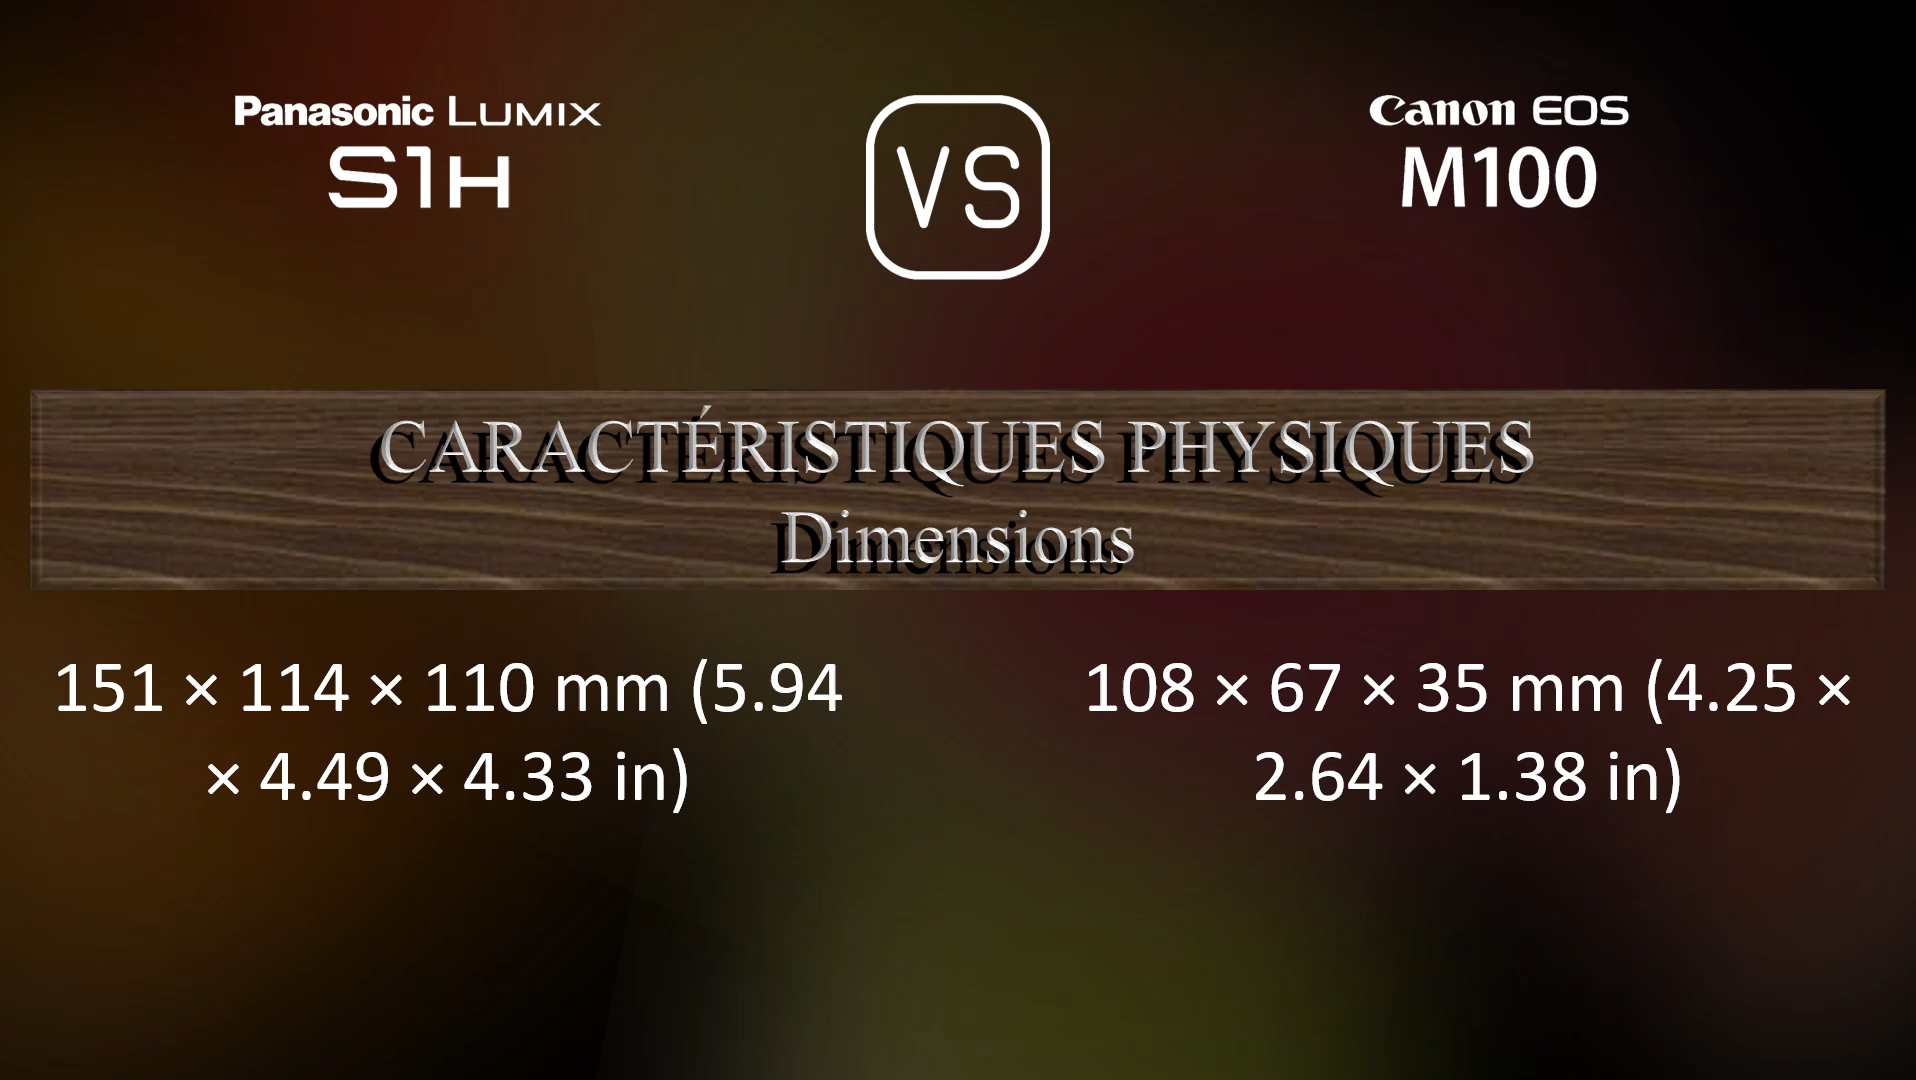 Panasonic LUMIX
S1H
VS
Canon EOS
M100
CARACTÉRISTIQUES PHYSIQUES
Dimensions
151 × 114 × 110 mm (5.94
× 4.49 × 4.33 in)
108 × 67 × 35 mm (4.25 ×
2.64 × 1.38 in)